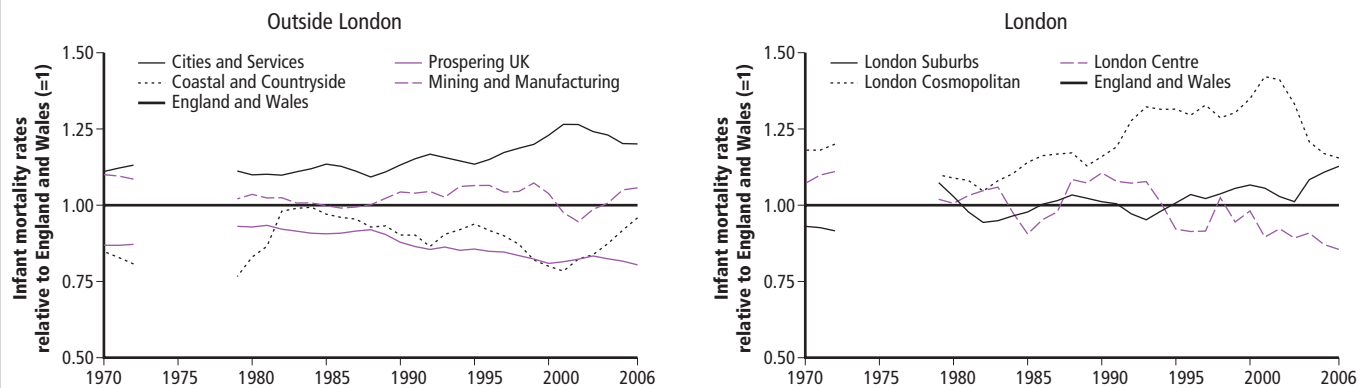 Outside London
Infant mortality rates
relative to England and Wales (=1)
1.50
1.25
1.00
0.75
0.50
Cities and Services
Coastal and Countryside
England and Wales
Prospering UK
Mining and Manufacturing
1970 1975 1980 1985 1990 1995 2000 2006
London
Infant mortality rates
relative to England and Wales (=1)
1.50
1.25
1.00
0.75
0.50
London Suburbs
London Cosmopolitan
London Centre
England and Wales
1970 1975 1980 1985 1990 1995 2000 2006